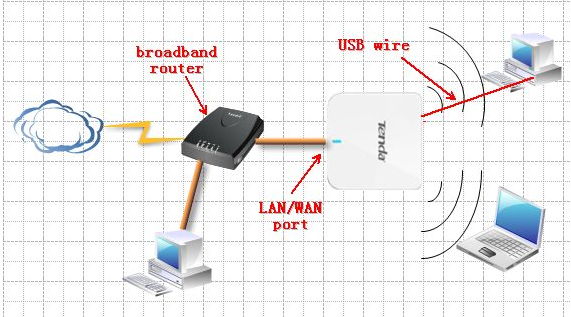 USB wire
broadband
router
Tenda
LAN/WAN
port